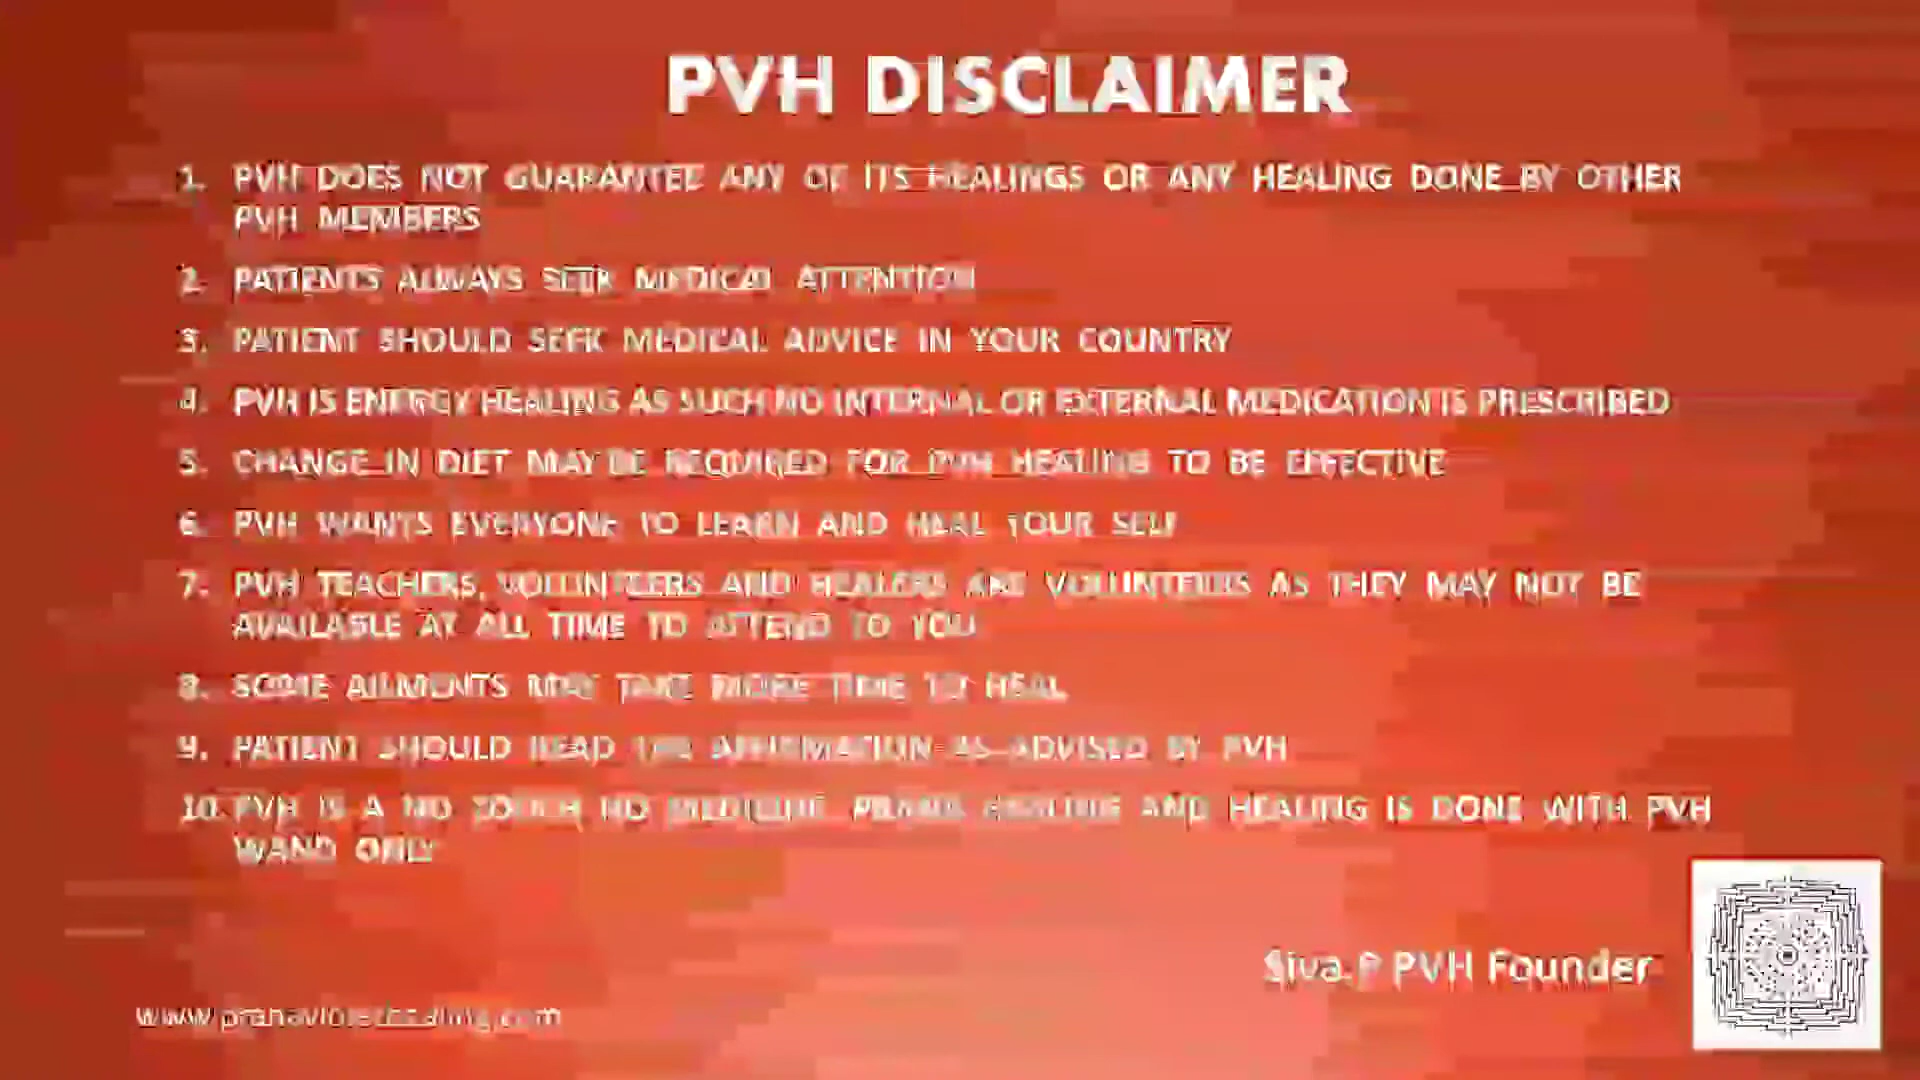 PVH DISCLAIMER
1. PVH DOES NOT GUARANTEE ANY OF ITS HEALINGS OR ANY HEALING DONE BY OTHER
PVH MEMBERS
2. PATIENTS ALWAYS SEEK MEDICAL ATTENTION
3. PATIENT SHOULD SEEK MEDICAL ADVICE IN YOUR COUNTRY
4. PVH IS ENERGY HEALING AS SUCH NO INTERNAL OR EXTERNAL MEDICATION IS PRESCRIBED
5. CHANGE IN DIET MAY BE REQUIRED FOR PVH HEALING TO BE EFFECTIVE
6. PVH WANTS EVERYONE TO LEARN AND HEAL YOUR SELF
7. PVH TEACHERS, VOLUNTEERS AND HEALERS ARE VOLUNTEERS AS THEY MAY NOT BE
AVAILABLE AT ALL TIME TO ATTEND TO YOU
8. SOME AILMENTS MAY TAKE MORE TIME TO HEAL
9. PATIENT SHOULD READ THE AFFIRMATION AS ADVISED BY PVH
10. PVH IS A NO TOUCH NO MEDICINE HEALING AND HEALING IS DONE WITH PVH
WAND ONLY
Siva.P PVH Founder
www.pranaviolethealing.com